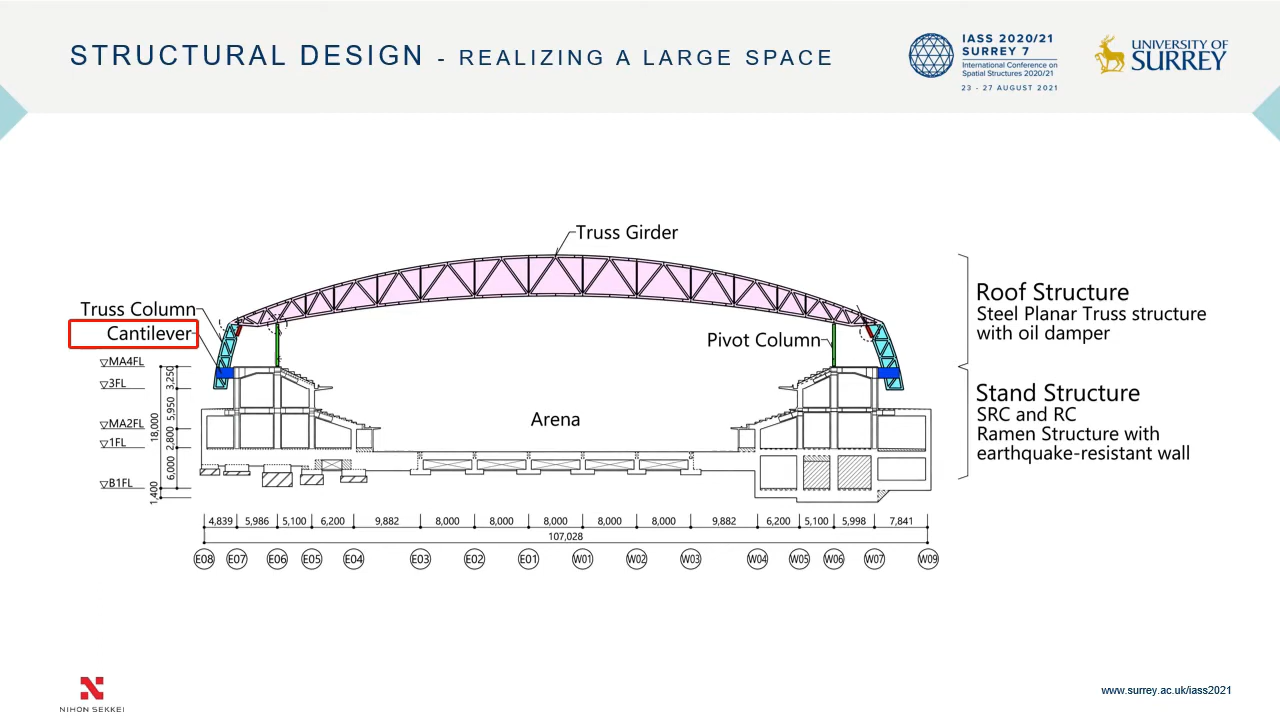 STRUCTURAL DESIGN - REALIZING A LARGE SPACE
IASS 2020/21
SURREY 7
International Conference on
Spatial Structures 2020/21
23 - 27 AUGUST 2021
UNIVERSITY OF
SURREY
Truss Girder
Truss Column
Cantilever
Pivot Column
Arena
Roof Structure
Steel Planar Truss structure
with oil damper
Stand Structure
SRC and RC
Ramen Structure with
earthquake-resistant wall
MA4FL
3FL
MA2FL
1FL
B1FL
3,250
5,950
18,000
2,800
6,000
1,400
4,839 5,986 5,100 6,200 9,882 8,000 8,000 8,000 8,000 8,000 9,882 6,200 5,100 5,998 7,841
107,028
E08 E07 E06 E05 E04 E03 E02 E01 W01 W02 W03 W04 W05 W06 W07 W09
NIHON SEKKEI
www.surrey.ac.uk/iass2021